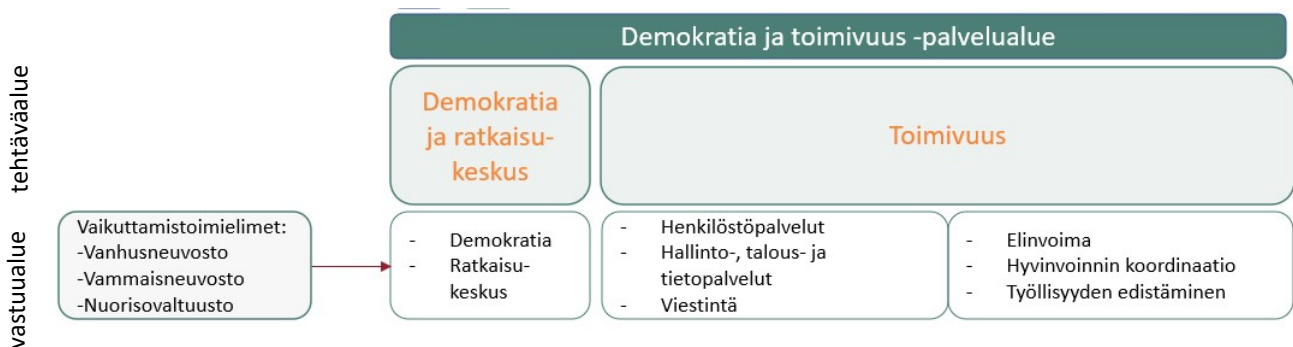 Demokratia ja toimivuus -palvelualue
tehtäväalue
Demokratia
ja ratkaisu-
keskus
Toimivuus
vastuualue
Vaikuttamistoimielimet:
-Vanhusneuvosto
-Vammaisneuvosto
-Nuorisovaltuusto
- Demokratia
- Ratkaisu-
keskus
- Henkilöstöpalvelut
- Hallinto-, talous- ja
tietopalvelut
- Viestintä
- Elinvoima
- Hyvinvoinnin koordinaatio
- Työllisyyden edistäminen